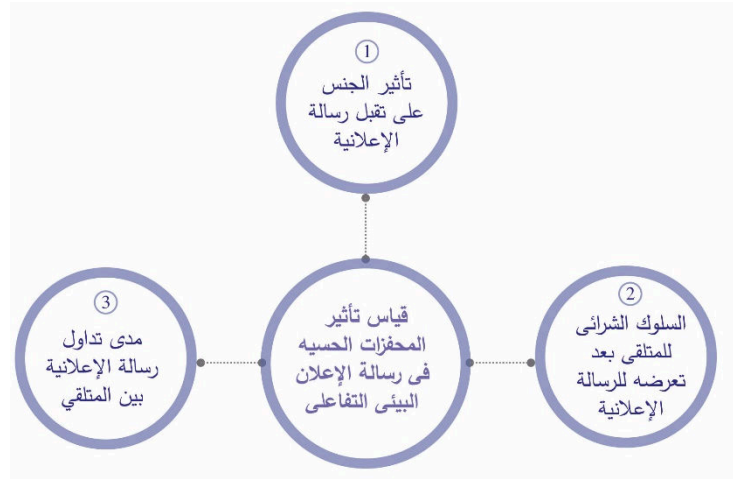 ①
تأثير الجنس
على تقبل رسالة
الإعلانية
②
السلوك الشرائى
للمتلقى بعد
تعرضه للرسالة
الإعلانية
③
مدى تداول
رسالة الإعلانية
بين المتلقي
قياس تأثير
المحفزات الحسيه
فى رسالة الإعلان
البيئى التفاعلى